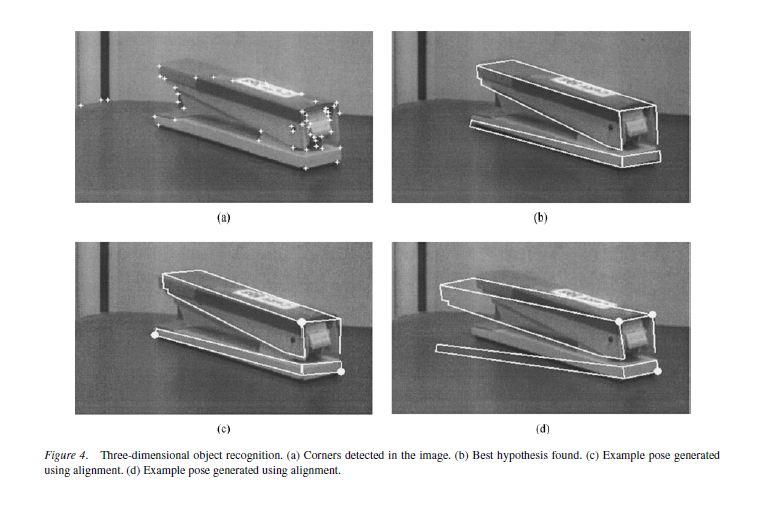 (a)
(b)
(c)
(d)
Figure 4. Three-dimensional object recognition. (a) Corners detected in the image. (b) Best hypothesis found. (c) Example pose generated
using alignment. (d) Example pose generated using alignment.